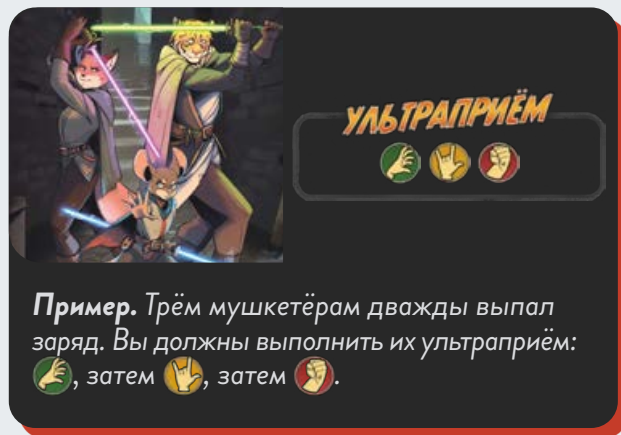 УЛЬТРАПРИЁМ
Пример. Трём мушкетёрам дважды выпал
заряд. Вы должны выполнить их ультраприём:
, затем , затем .